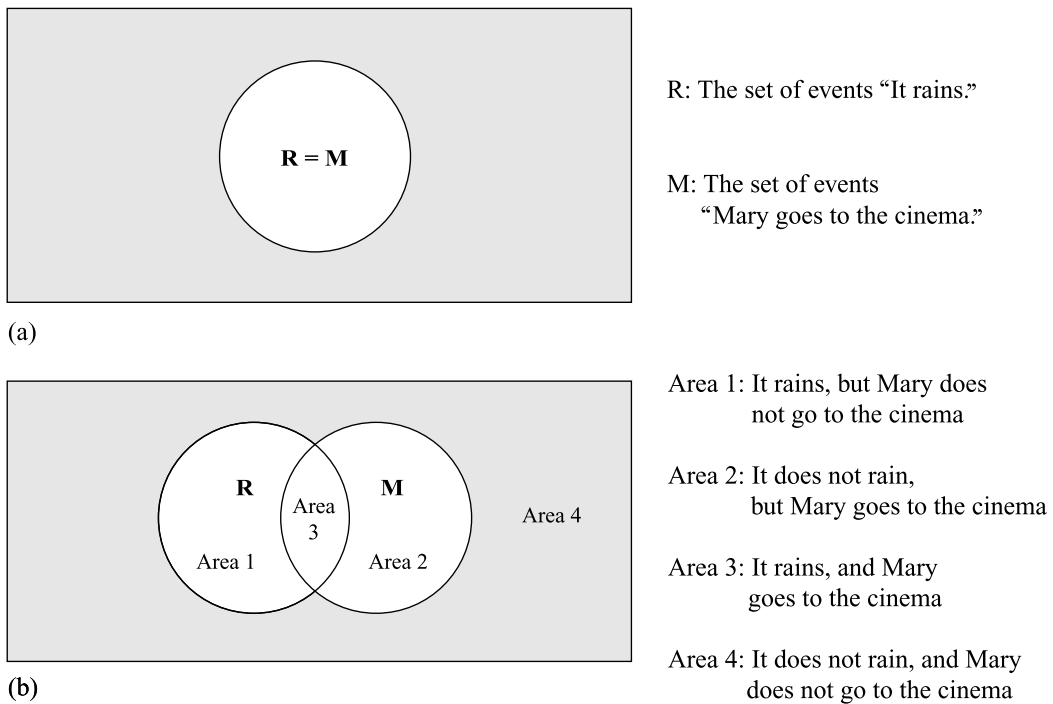 R = M
R: The set of events “It rains.”
M: The set of events
“Mary goes to the cinema.”
(a)
R
M
Area
3
Area 1
Area 2
Area 4
Area 1: It rains, but Mary does
not go to the cinema
Area 2: It does not rain,
but Mary goes to the cinema
Area 3: It rains, and Mary
goes to the cinema
Area 4: It does not rain, and Mary
does not go to the cinema
(b)